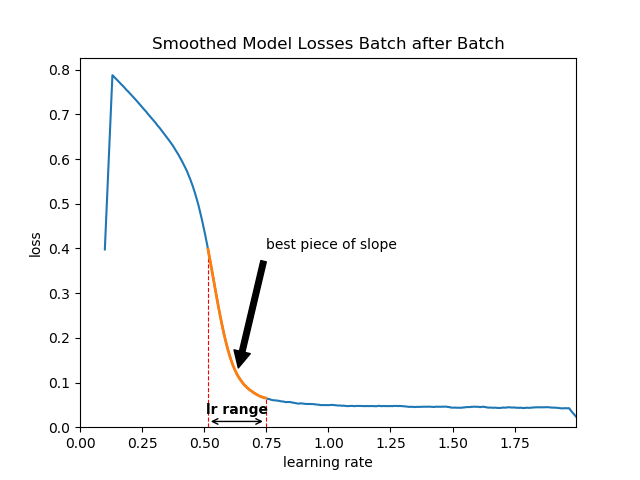 Smoothed Model Losses Batch after Batch
0.8
0.7
0.6
0.5
0.4
0.3
0.2
0.1
0.0
loss
best piece of slope
lr range
0.00 0.25 0.50 0.75 1.00 1.25 1.50 1.75
learning rate